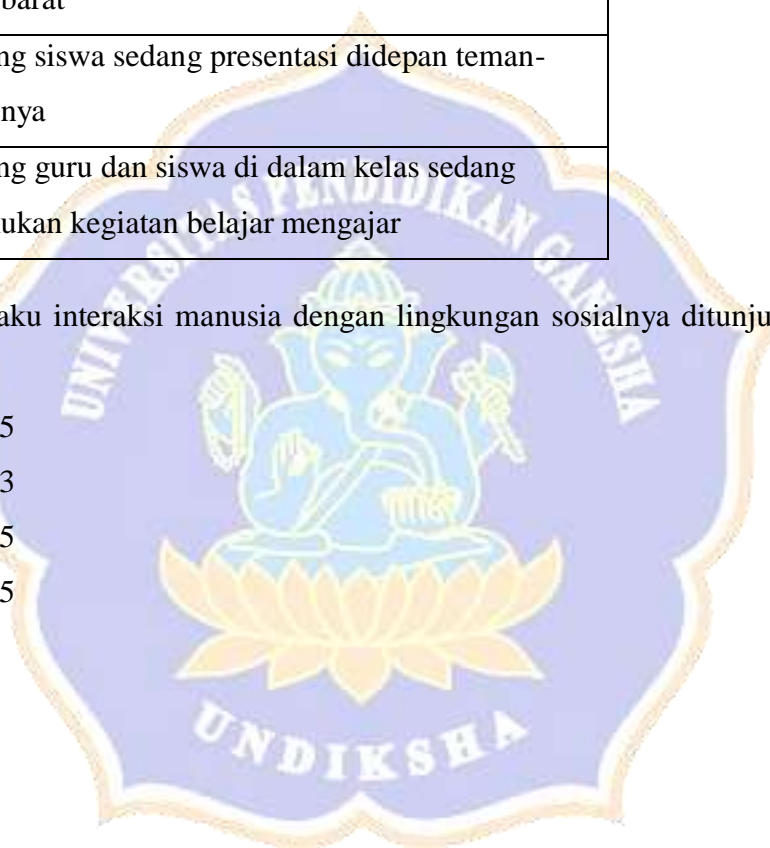 barat
ng siswa sedang presentasi didepan teman-
nya
ng guru dan siswa di dalam kelas sedang
ukan kegiatan belajar mengajar
aku interaksi manusia dengan lingkungan sosialnya ditunju
5
3
5
5
UNIVERSITAS PENDIDIKAN GANESHA
UNDIKSHA